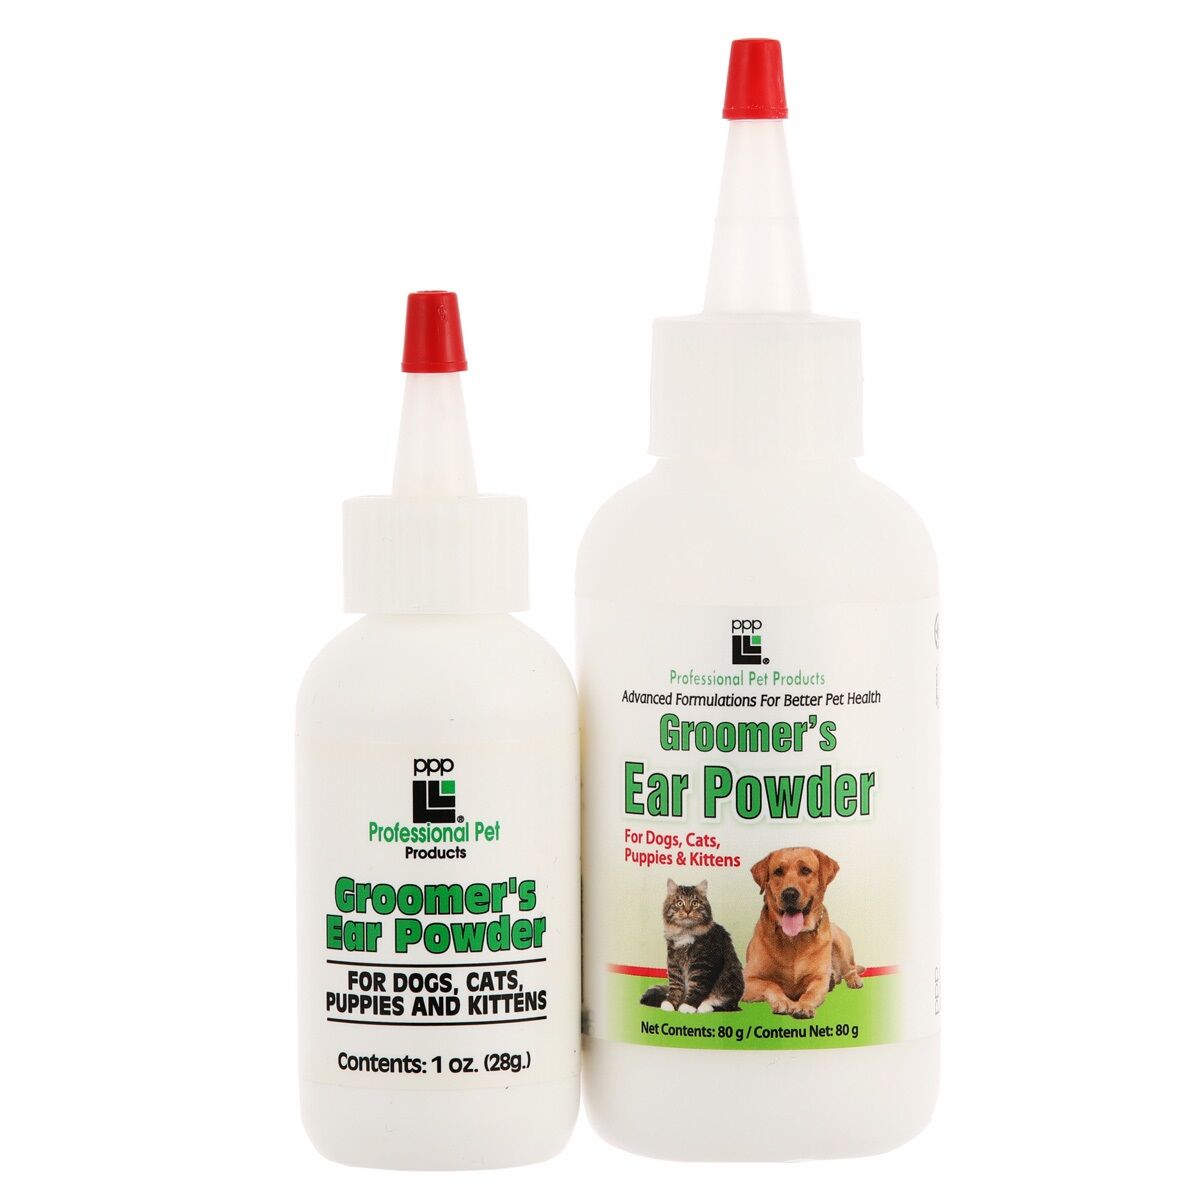 ppp
®
Professional Pet
Products
Groomer's
Ear Powder
FOR DOGS, CATS,
PUPPIES AND KITTENS
Contents: 1 oz. (28g.)
ppp
®
Professional Pet Products
Advanced Formulations For Better Pet Health
Groomer's
Ear Powder
For Dogs, Cats,
Puppies & Kittens
Net Contents: 80 g / Contenu Net: 80 g